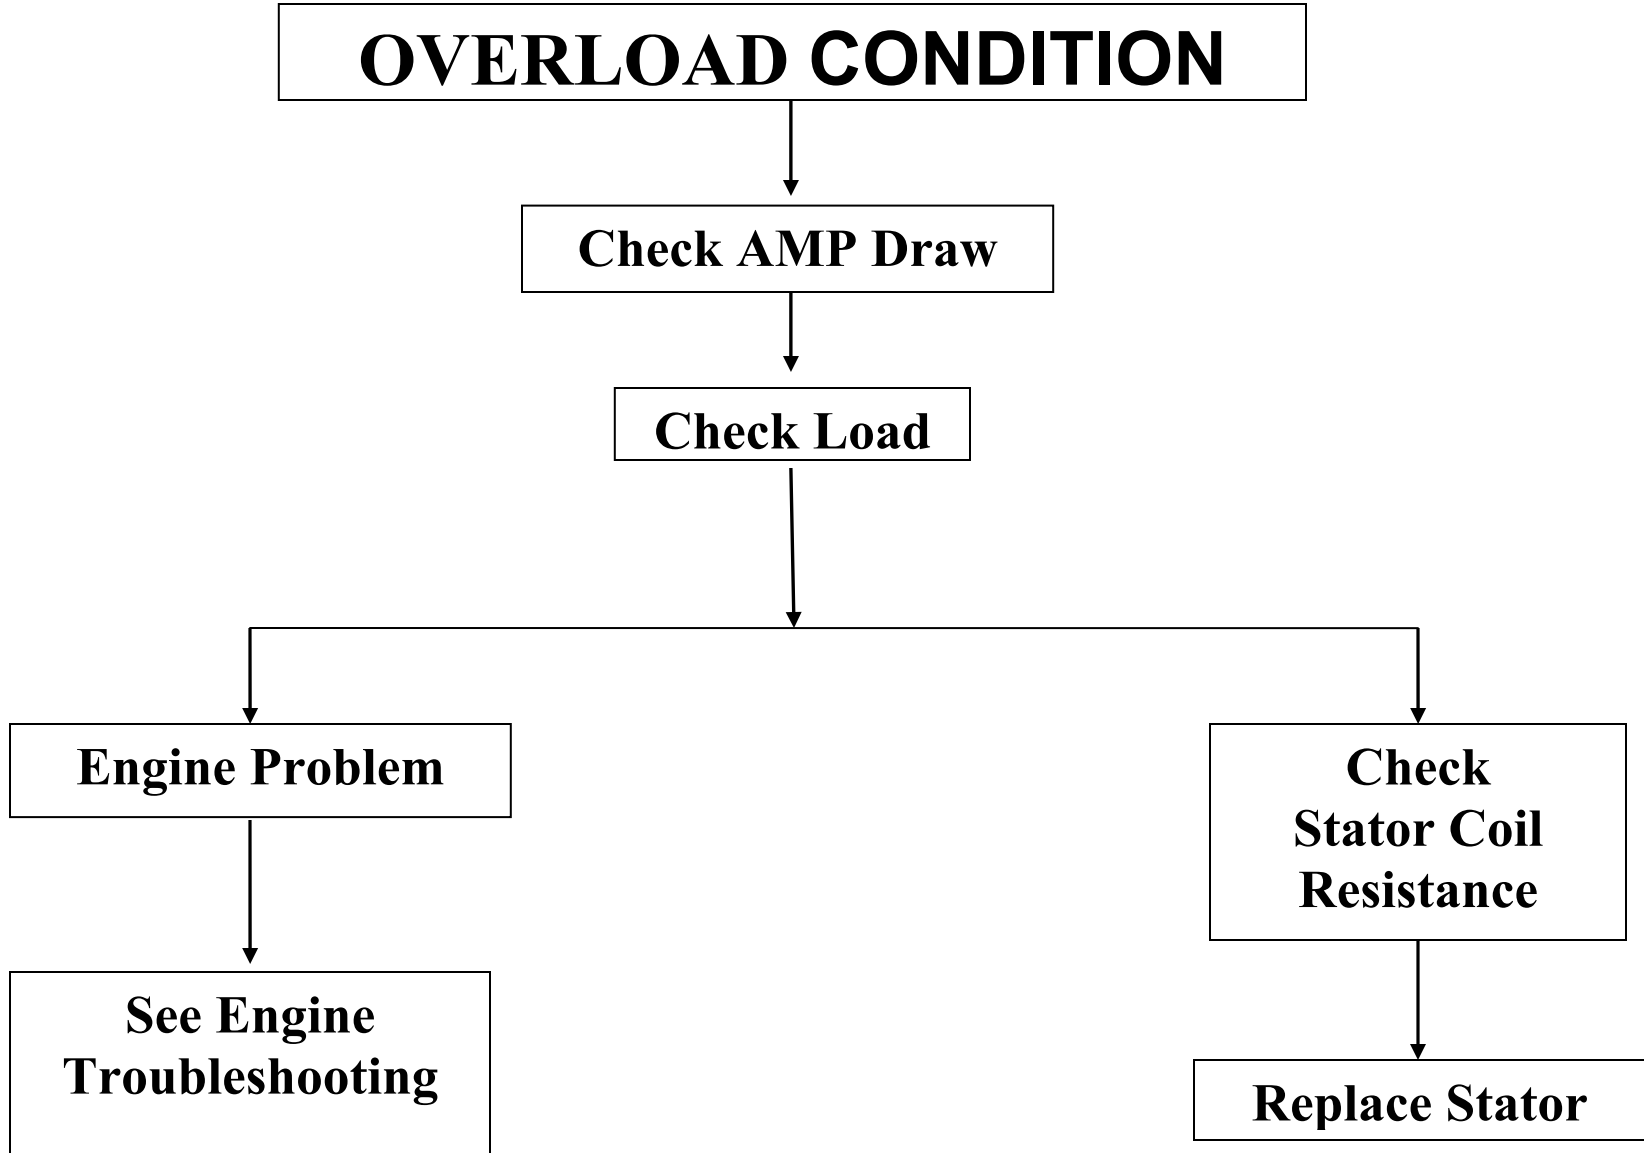 OVERLOAD CONDITION
Check AMP Draw
Check Load
Engine Problem
Check
Stator Coil
Resistance
See Engine
Troubleshooting
Replace Stator